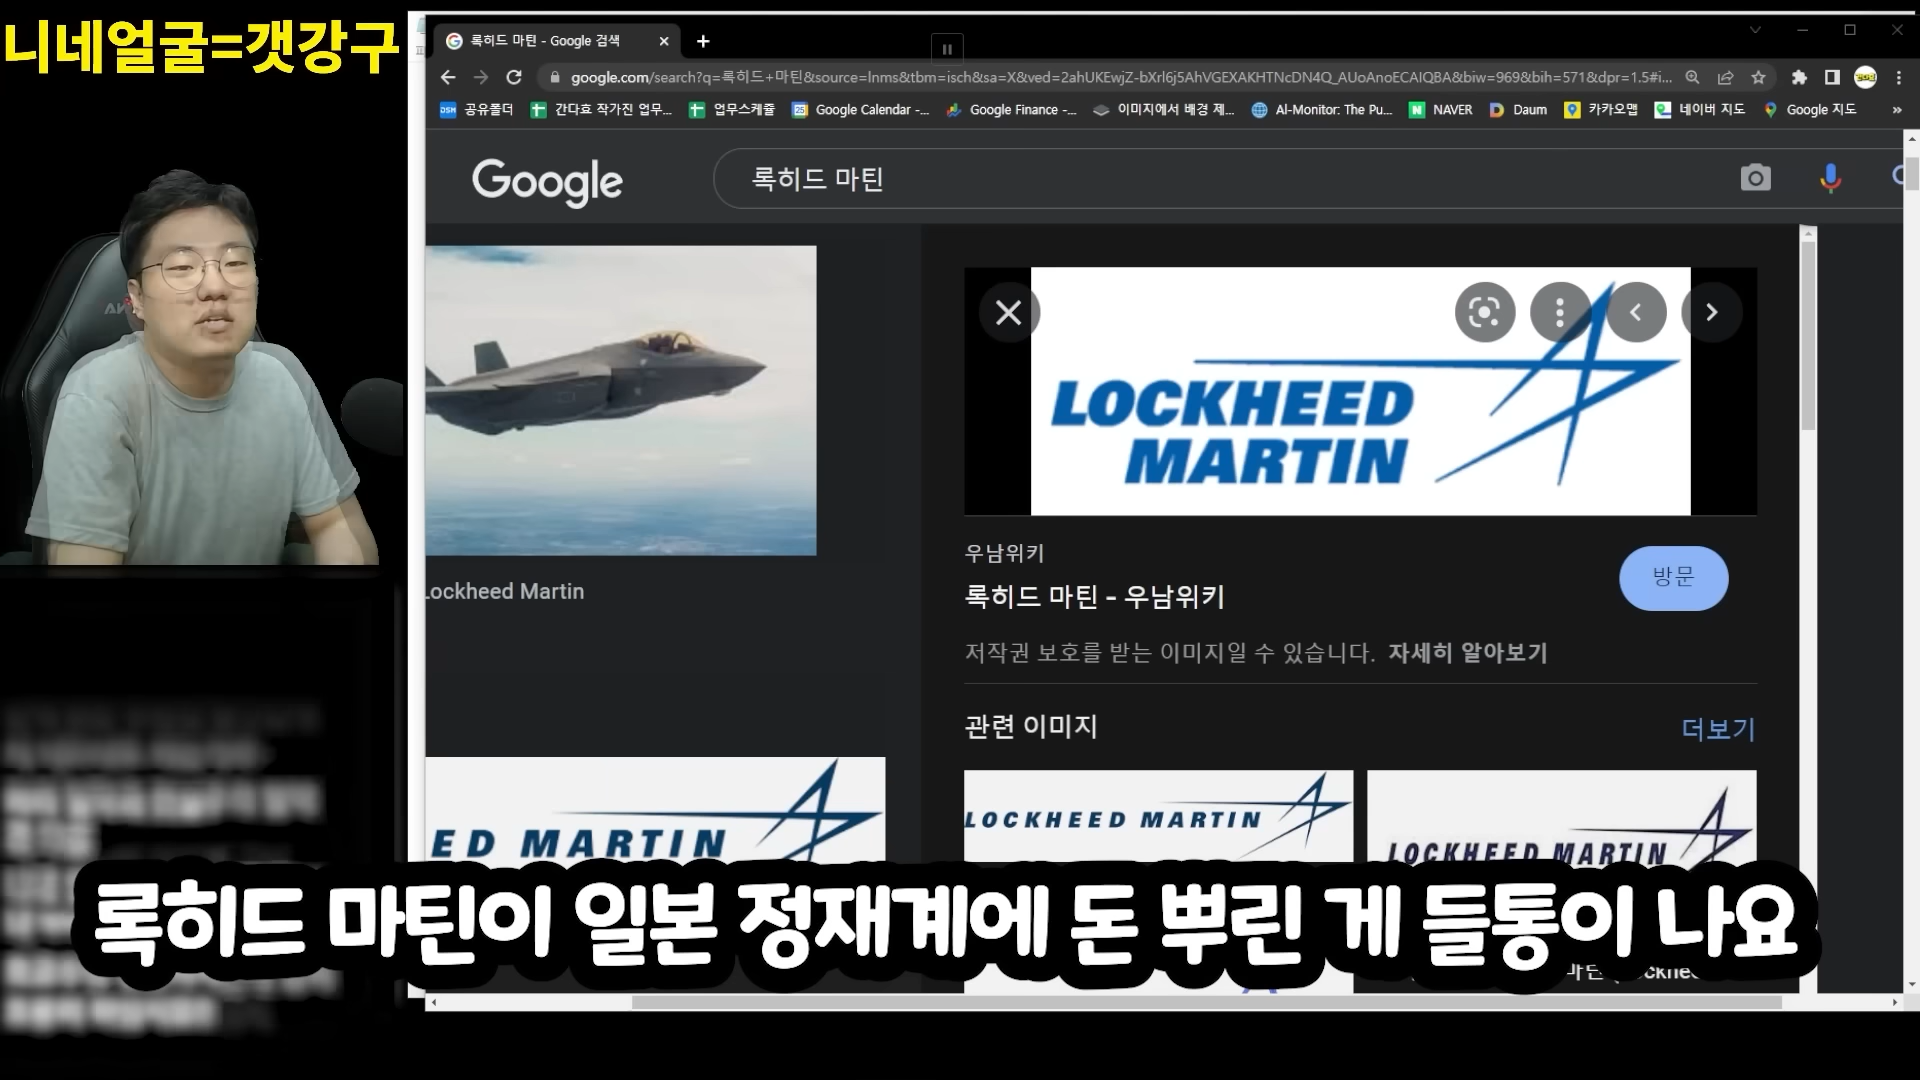 니네얼굴=갯강구
록히드 마틴 - Google 검색
google.com/search?q=록히드+마틴&source=lnms&tbm=isch&sa=X&ved=2ahUKEwjZ-bXrl6j5AhVGEXAKHTNcDN4Q_AUoAnoECAIQBA&biw=969&bih=571&dpr=1.5#i...
공유폴더 간다효 작가진 업무... 업무스케쥴 Google Calendar -... Google Finance -... 이미지에서 배경 제... Al-Monitor: The Pu... NAVER Daum 카카오맵 네이버 지도 Google 지도 »
Google 록히드 마틴
LOCKHEED
MARTIN
우남위키
록히드 마틴 - 우남위키
방문
저작권 보호를 받는 이미지일 수 있습니다. 자세히 알아보기
Lockheed Martin
관련 이미지
더보기
ED MARTIN
LOCKHEED MARTIN
LOCKHEED MARTIN
록히드 마틴이 일본 정재계에 돈 뿌린 게 들통이 나요